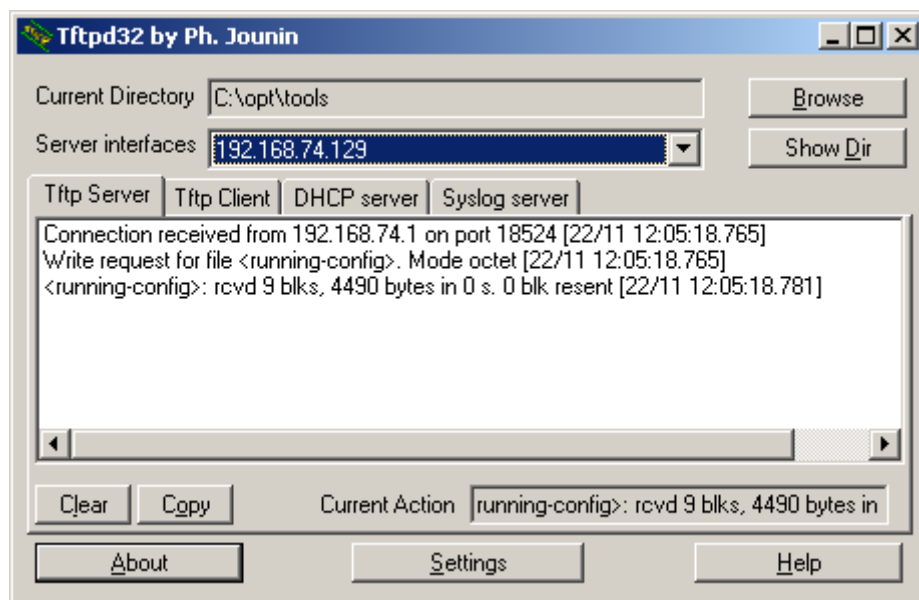 Tftpd32 by Ph. Jounin
Current Directory C:\opt\tools Browse
Server interfaces 192.168.74.129 Show Dir
Tftp Server Tftp Client DHCP server Syslog server
Connection received from 192.168.74.1 on port 18524 [22/11 12:05:18.765]
Write request for file <running-config>. Mode octet [22/11 12:05:18.765]
<running-config>: rcvd 9 blks, 4490 bytes in 0 s. 0 blk resent [22/11 12:05:18.781]
Clear Copy Current Action running-config>: rcvd 9 blks, 4490 bytes in
About Settings Help